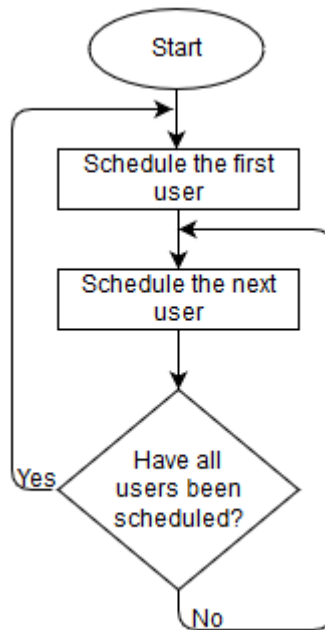 Start
Schedule the first
user
Schedule the next
user
Have all
users been
scheduled?
Yes
No